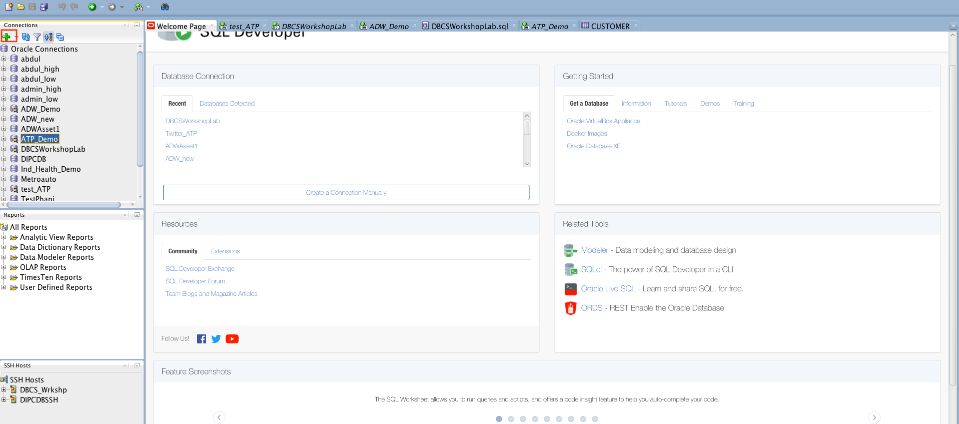 Welcome Page
test_ATP
DBCSWorkshopLab
ADW_Demo
DBCSWorkshopLab.sql
ATP_Demo
CUSTOMER
Connections
Oracle Connections
abdul
abdul_high
abdul_low
admin_high
admin_low
ADW_Demo
ADW_new
ADWAsset1
ATP_Demo
DBCSWorkshopLab
DIPCDB
Ind_Health_Demo
Metroauto
test_ATP
TestPhani
Reports
All Reports
Analytic View Reports
Data Dictionary Reports
Data Modeler Reports
OLAP Reports
TimesTen Reports
User Defined Reports
SSH Hosts
SSH Hosts
DBCS_Wrkshp
DIPCDBSSH
SQL Developer
Database Connection
Recent Databases Detected
DBCSWorkshopLab
Twitter_ATP
ADWAsset1
ADW_new
Create a Connection Manually
Getting Started
Get a Database Information Tutorials Demos Training
Oracle VirtualBox Appliance
Docker Images
Oracle Database XE
Resources
Community Extensions
SQL Developer Exchange
SQL Developer Forum
Team Blogs and Magazine Articles
Follow Us!
Related Tools
Modeler - Data modeling and database design
SQLcl - The power of SQL Developer in a CLI
Oracle Live SQL - Learn and share SQL, for free.
ORDS - REST Enable the Oracle Database
Feature Screenshots
The SQL Worksheet allows you to run queries and scripts, and offers a code insight feature to help you auto-complete your code.